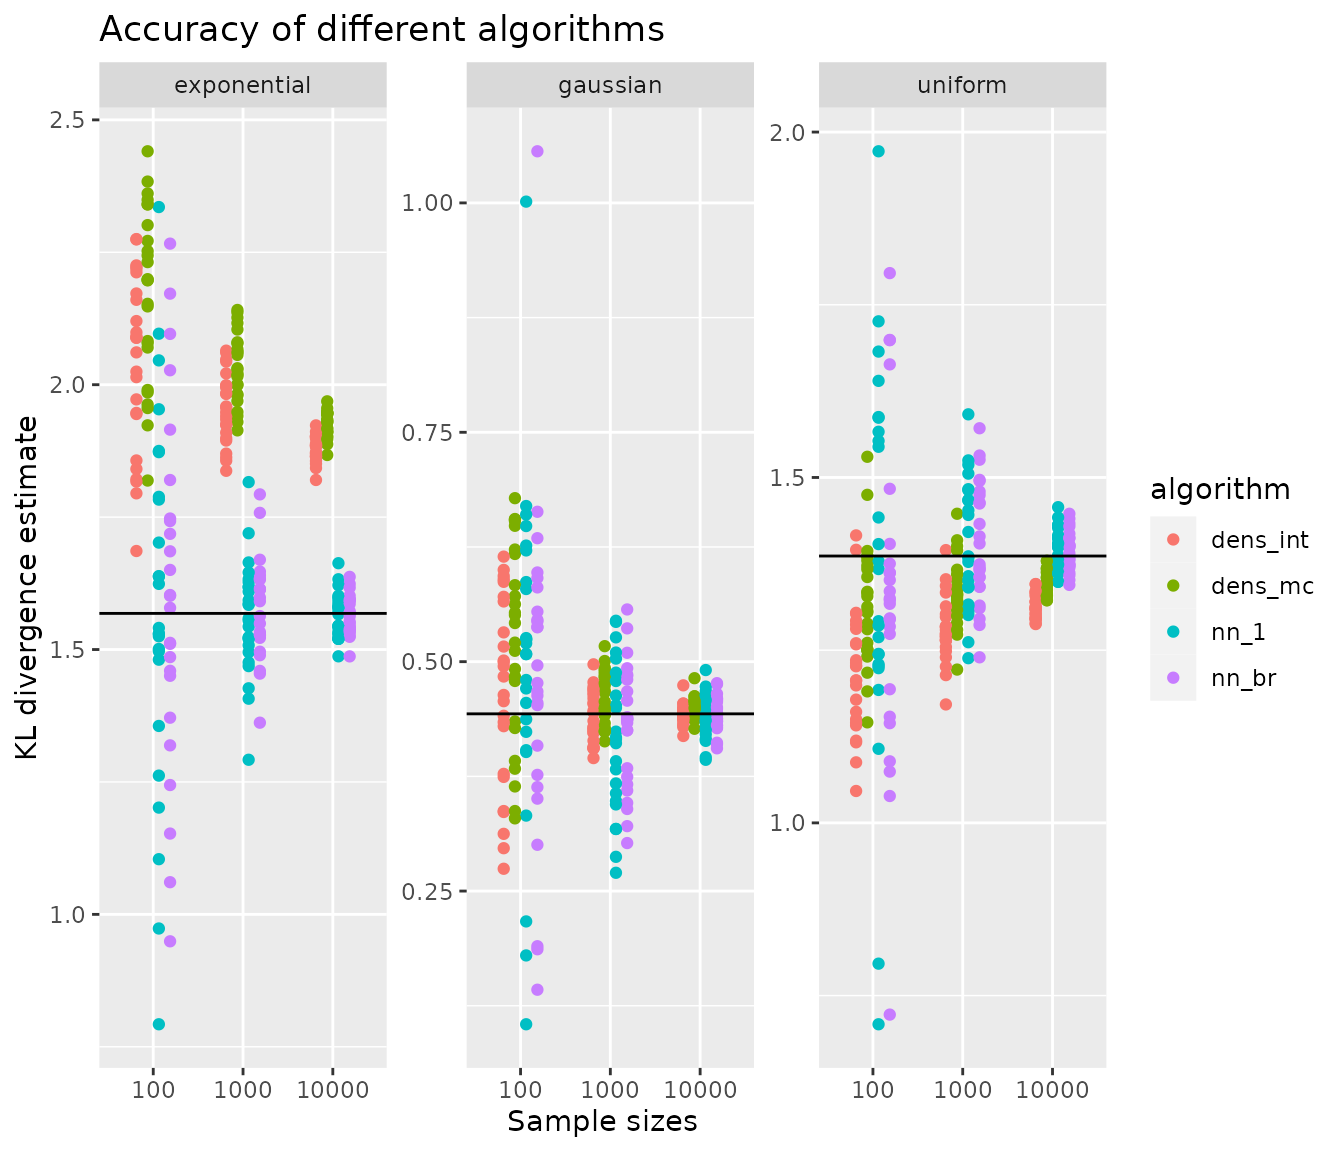 Accuracy of different algorithms
exponential
gaussian
uniform
KL divergence estimate
2.5
2.0
1.5
1.0
1.00
0.75
0.50
0.25
2.0
1.5
1.0
100 1000 10000
100 1000 10000
100 1000 10000
Sample sizes
algorithm
dens_int
dens_mc
nn_1
nn_br